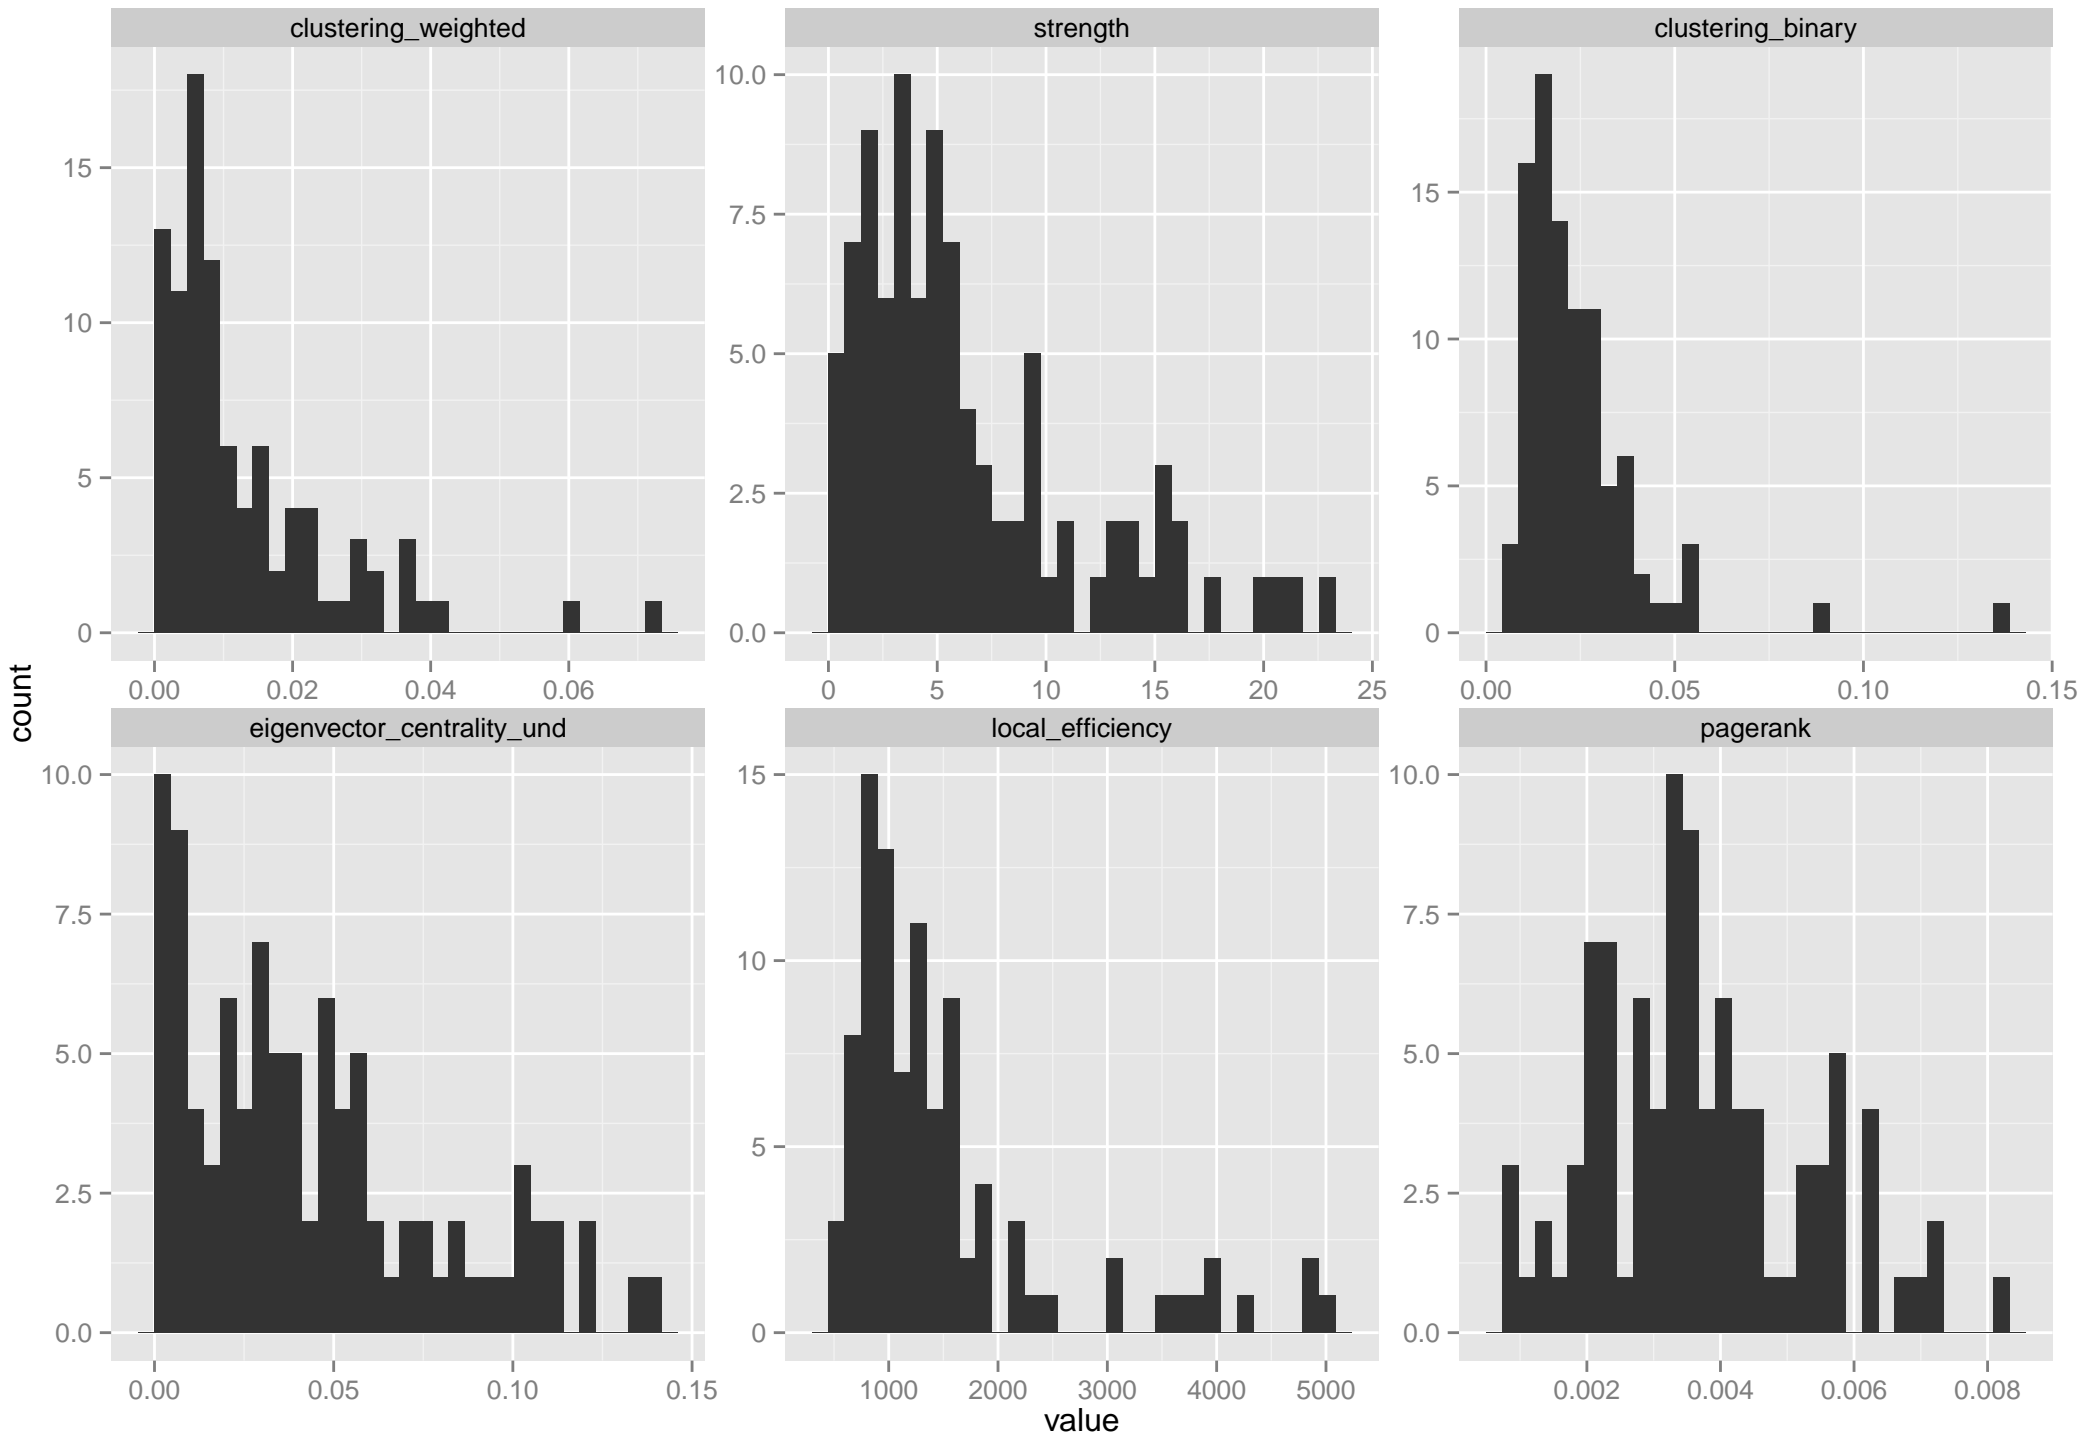 clustering_weighted
strength
clustering_binary
15
10
5
0
10.0
7.5
5.0
2.5
0.0
15
10
5
0
0.00 0.02 0.04 0.06
0 5 10 15 20 25
0.00 0.05 0.10 0.15
count
eigenvector_centrality_und
local_efficiency
pagerank
10.0
7.5
5.0
2.5
0.0
15
10
5
0
10.0
7.5
5.0
2.5
0.0
0.00 0.05 0.10 0.15
1000 2000 3000 4000 5000
0.002 0.004 0.006 0.008
value